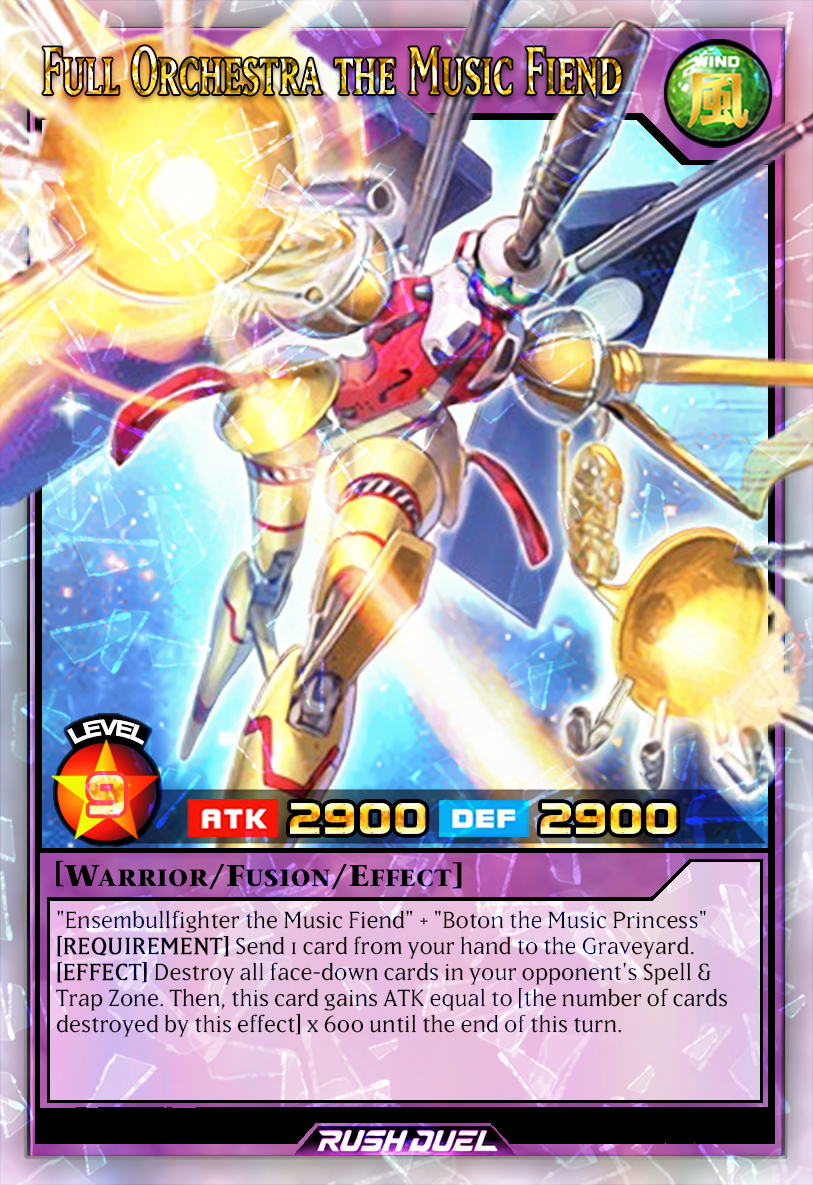 Full Orchestra the Music Fiend
WIND
風
LEVEL
9
ATK 2900 DEF 2900
[Warrior/Fusion/Effect]
"Ensembullfighter the Music Fiend" + "Boton the Music Princess"
[REQUIREMENT] Send 1 card from your hand to the Graveyard.
[EFFECT] Destroy all face-down cards in your opponent's Spell &
Trap Zone. Then, this card gains ATK equal to [the number of cards
destroyed by this effect] x 600 until the end of this turn.
RUSH DUEL